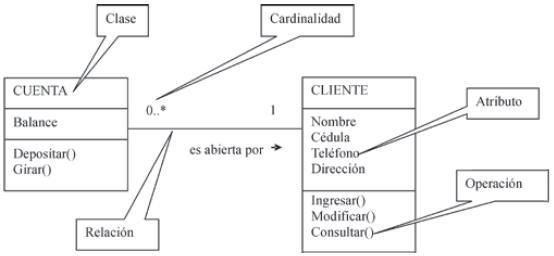 Clase
Cardinalidad
CUENTA
Balance
Depositar()
Girar()
0..*
1
es abierta por →
CLIENTE
Nombre
Cédula
Teléfono
Dirección
Ingresar()
Modificar()
Consultar()
Atributo
Operación
Relación